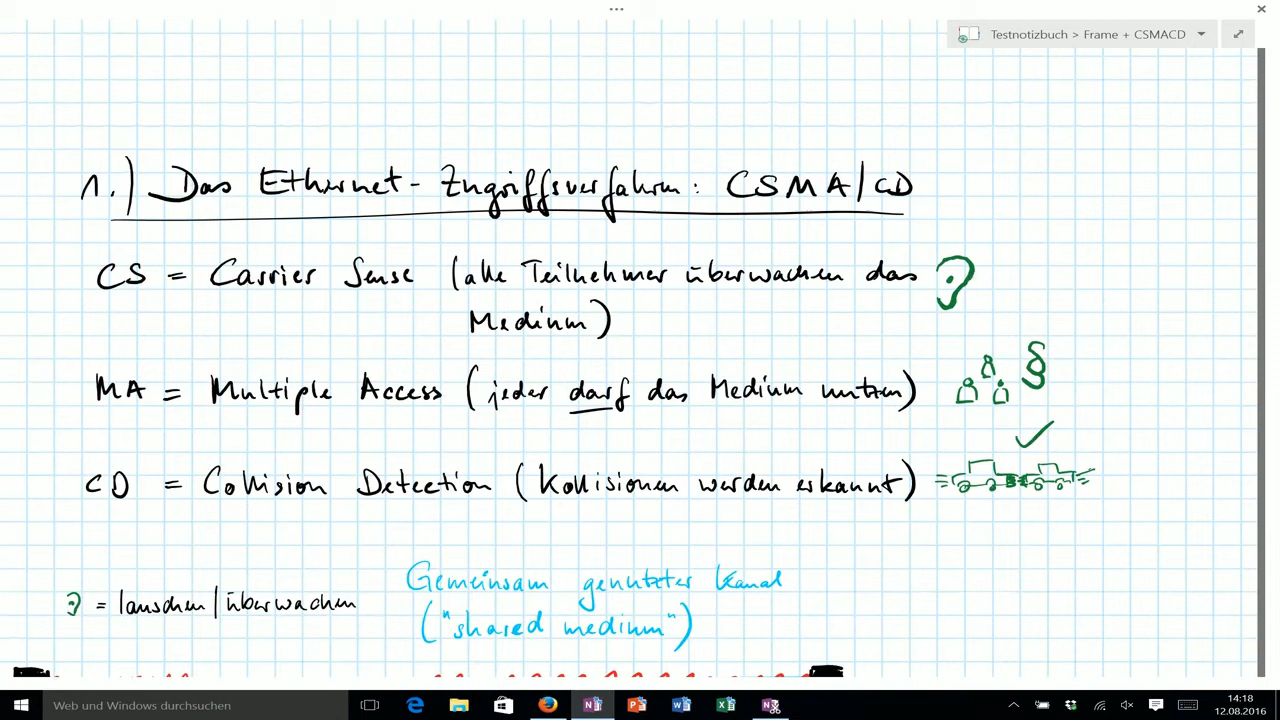 Testnotizbuch > Frame + CSMACD
1.) Das Ethernet-Zugriffsverfahren: CSMA/CD
CS = Carrier Sense (alle Teilnehmer überwachen das
Medium)
MA = Multiple Access (jeder darf das Medium nutzen) §
CD = Collision Detection (Kollisionen werden erkannt)
= lauschen/überwachen
Gemeinsam genutzter Kanal
("shared medium")
Web und Windows durchsuchen
14:18
12.08.2016